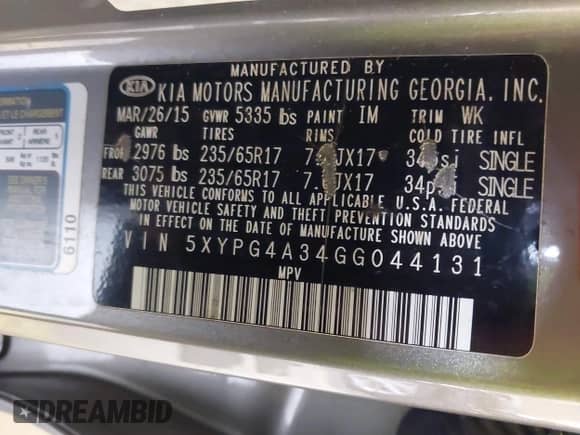 MANUFACTURED BY
KIA KIA MOTORS MANUFACTURING GEORGIA, INC.
MAR/26/15 GVWR 5335 lbs PAINT IM TRIM WK
GAWR TIRES RIMS COLD TIRE INFL
2976 lbs 235/65R17 SINGLE
REAR 3075 lbs 235/65R17 34psi SINGLE
THIS VEHICLE CONFORMS TO ALL APPLICABLE U.S.A. FEDERAL
MOTOR VEHICLE SAFETY AND THEFT PREVENTION STANDARDS
IN EFFECT ON THE DATE OF MANUFACTURE SHOWN ABOVE
VIN 5XYPG4A34GG044131
MPV
6110
DREAMBID